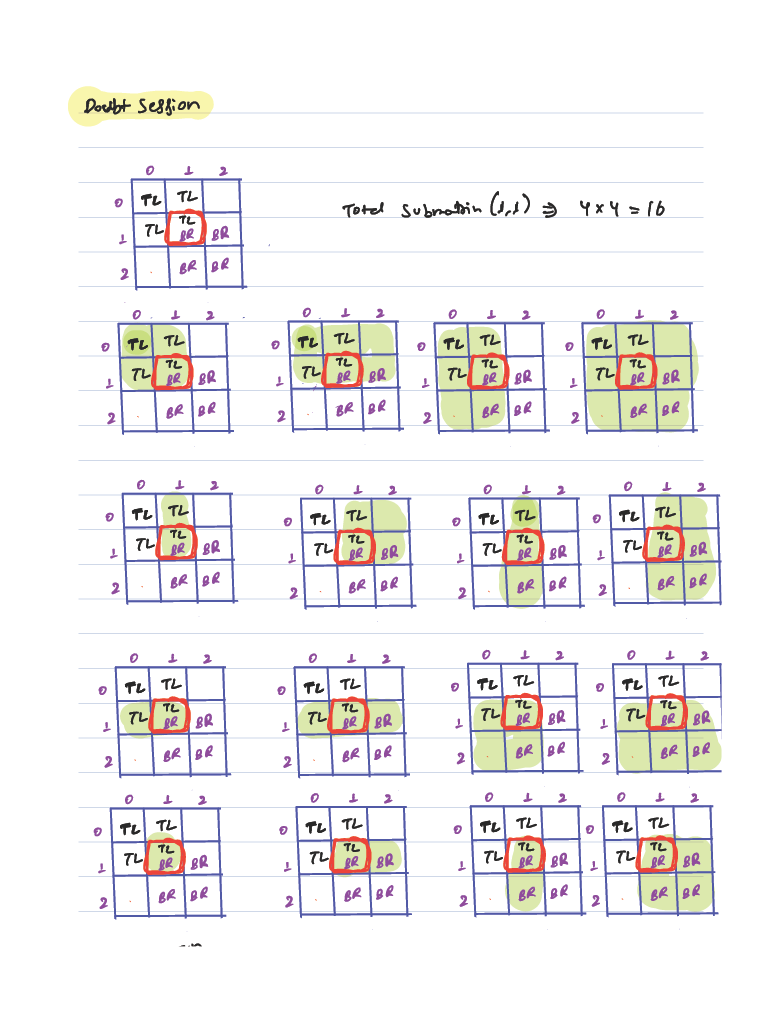 Doubt Session
0 1 2
0 TL TL
Total Submatrix (1,1) ⇒ 4 x 4 = 16
1 TL TL BR BR
2 BR BR
0 1 2 0 1 2 0 1 2 0 1 2
0 TL TL 0 TL TL 0 TL TL 0 TL TL
1 TL TL BR BR 1 TL TL BR BR 1 TL TL BR BR 1 TL TL BR BR
2 BR BR 2 BR BR 2 BR BR 2 BR BR
0 1 2 0 1 2 0 1 2 0 1 2
0 TL TL 0 TL TL 0 TL TL 0 TL TL
1 TL TL BR BR 1 TL TL BR BR 1 TL TL BR BR 1 TL TL BR BR
2 BR BR 2 BR BR 2 BR BR 2 BR BR
0 1 2 0 1 2 0 1 2 0 1 2
0 TL TL 0 TL TL 0 TL TL 0 TL TL
1 TL TL BR BR 1 TL TL BR BR 1 TL TL BR BR 1 TL TL BR BR
2 BR BR 2 BR BR 2 BR BR 2 BR BR
0 1 2 0 1 2 0 1 2 0 1 2
0 TL TL 0 TL TL 0 TL TL 0 TL TL
1 TL TL BR BR 1 TL TL BR BR 1 TL TL BR BR 1 TL TL BR BR
2 BR BR 2 BR BR 2 BR BR 2 BR BR